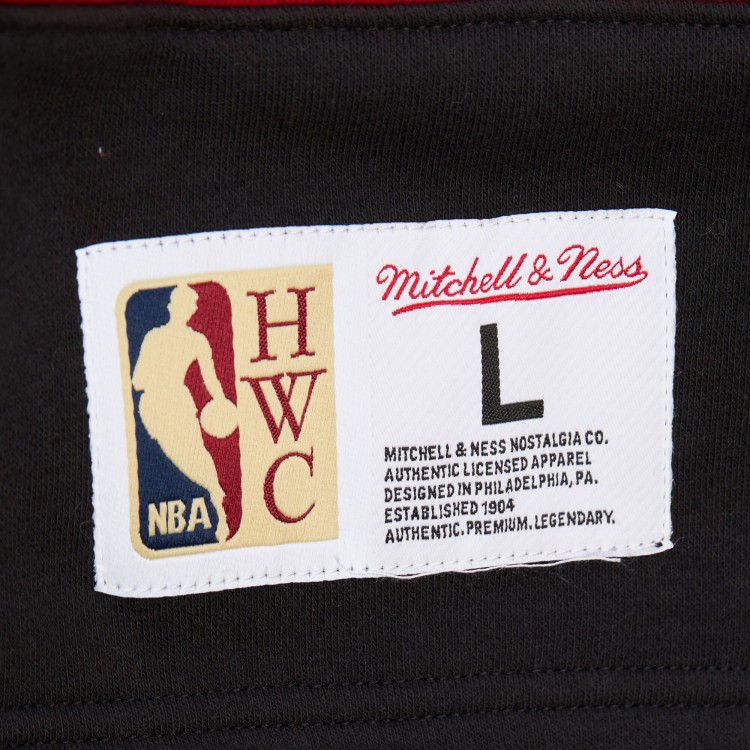 NBA
H
W
C
Mitchell & Ness
L
MITCHELL & NESS NOSTALGIA CO.
AUTHENTIC LICENSED APPAREL
DESIGNED IN PHILADELPHIA, PA.
ESTABLISHED 1904
AUTHENTIC. PREMIUM. LEGENDARY.